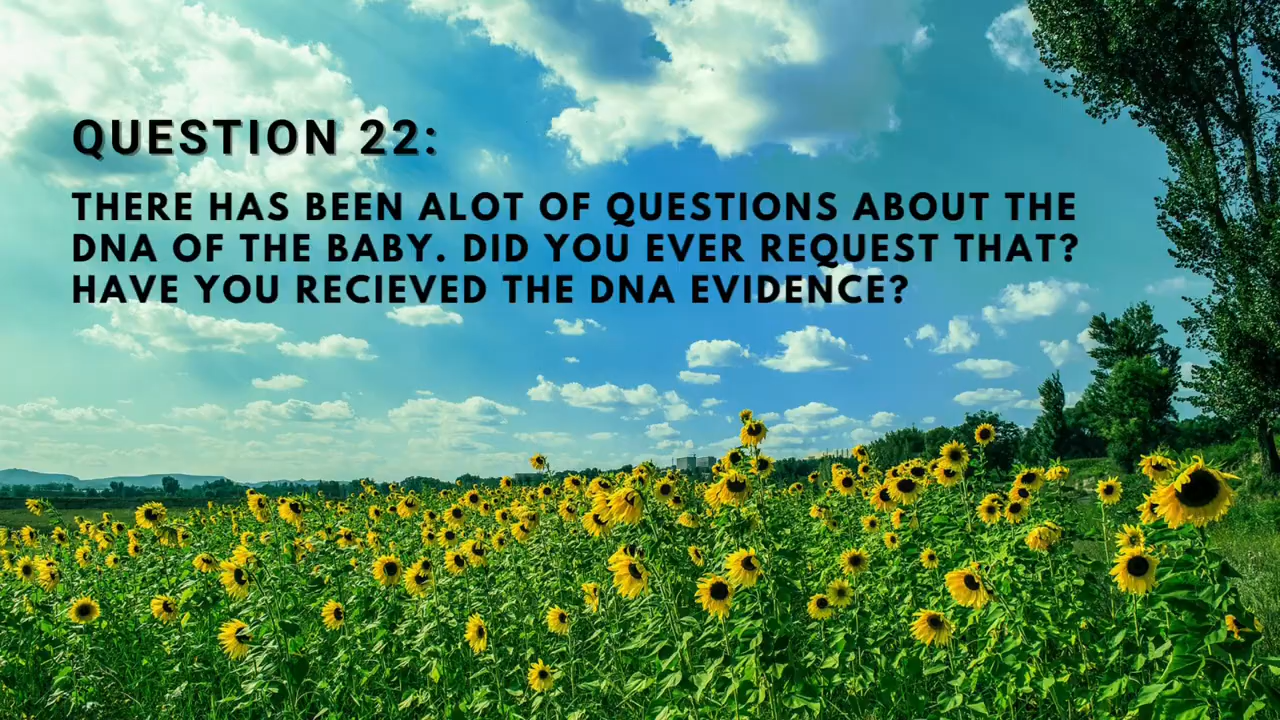 QUESTION 22:
THERE HAS BEEN ALOT OF QUESTIONS ABOUT THE
DNA OF THE BABY. DID YOU EVER REQUEST THAT?
HAVE YOU RECIEVED THE DNA EVIDENCE?